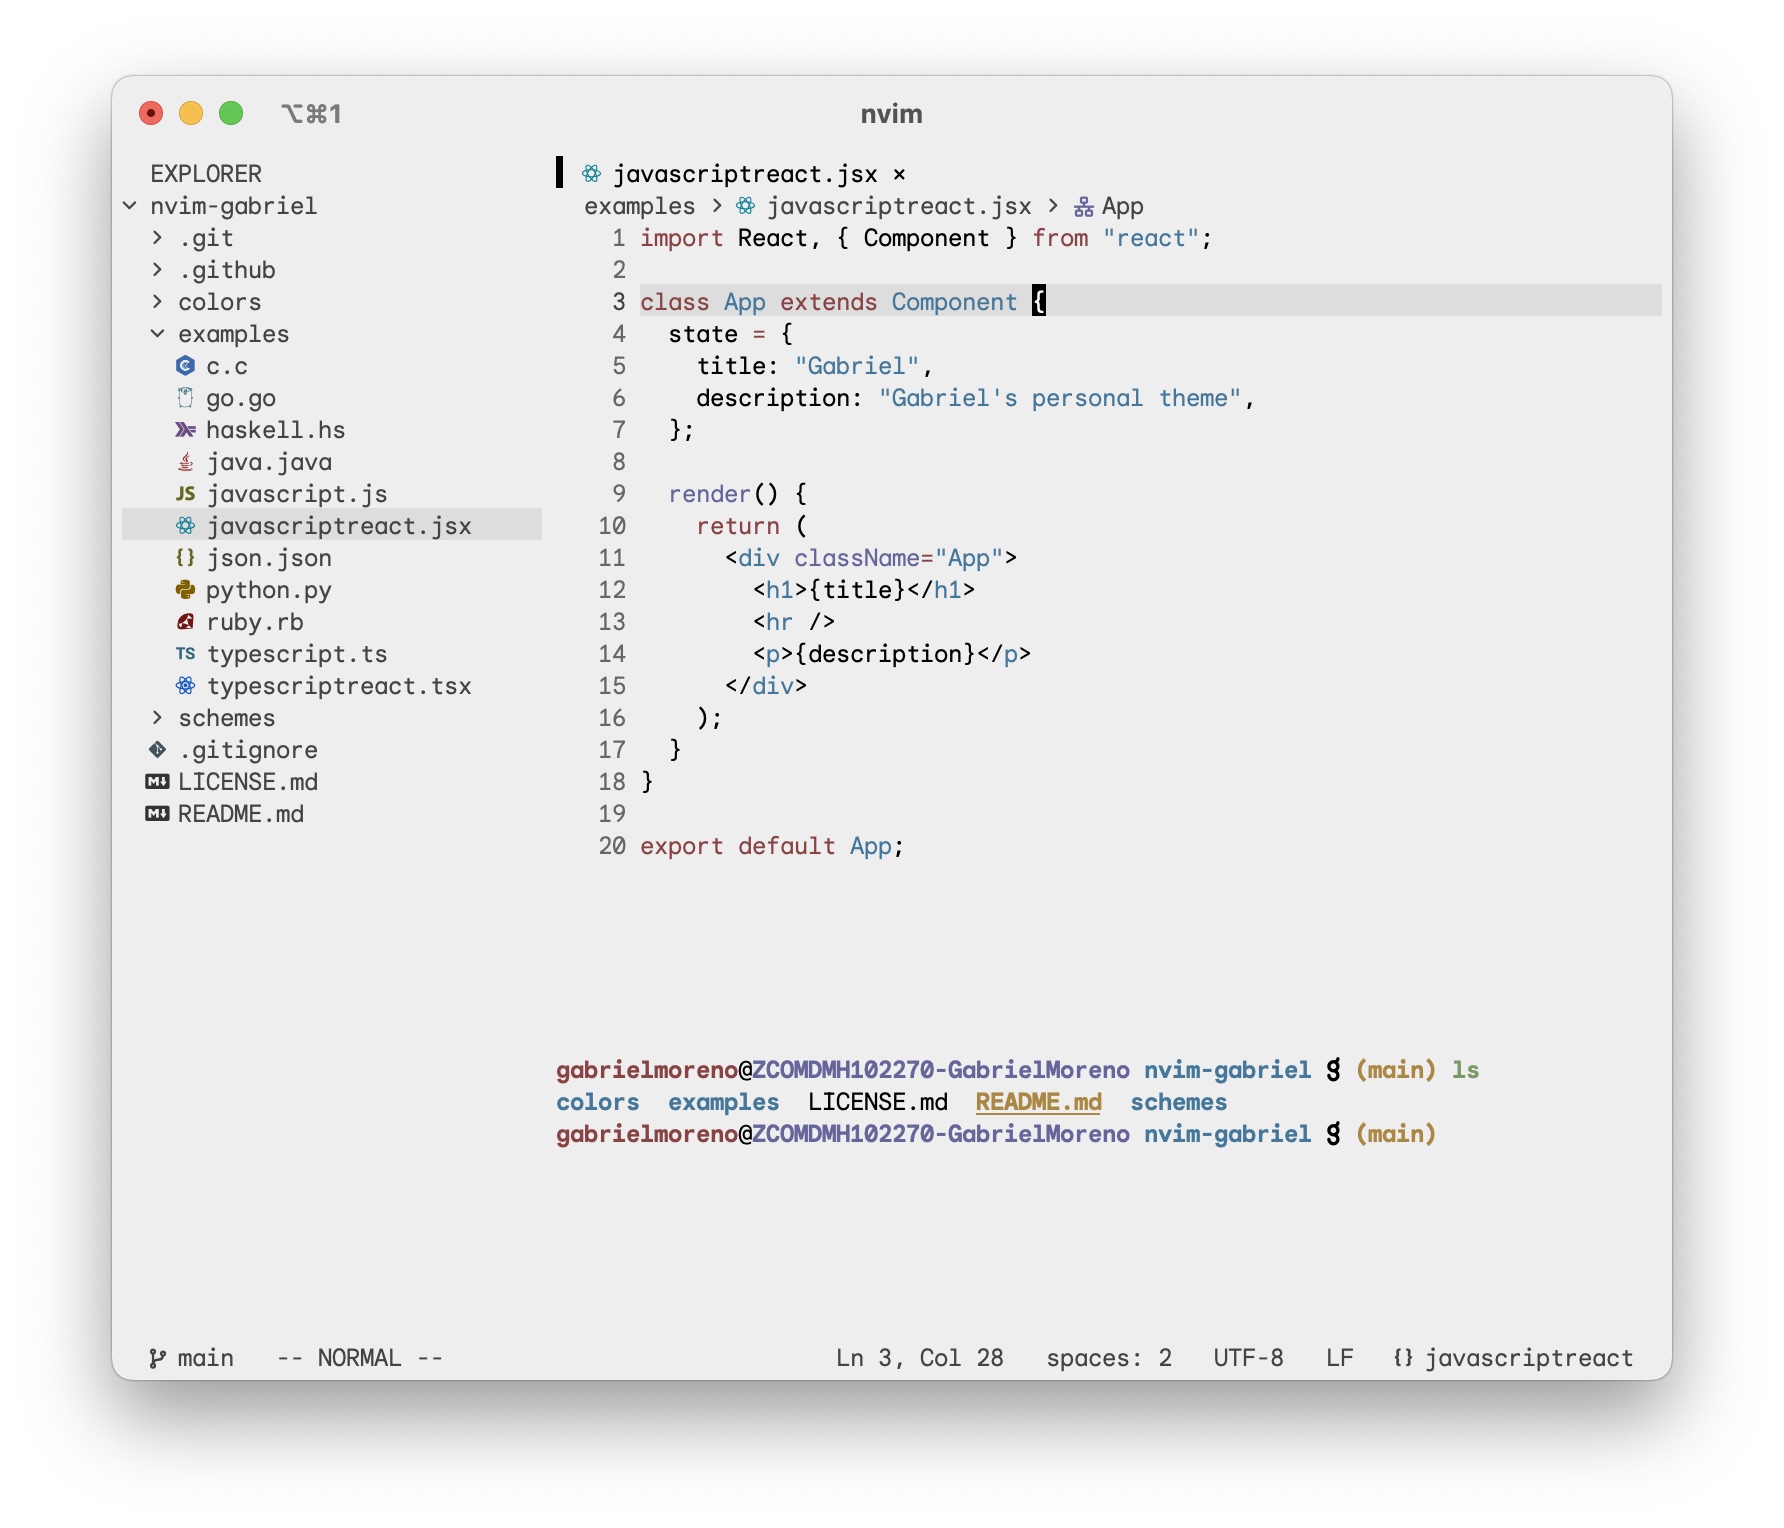 ⌥⌘1 nvim
EXPLORER
nvim-gabriel
.git
.github
colors
examples
c.c
go.go
haskell.hs
java.java
JS javascript.js
javascriptreact.jsx
{} json.json
python.py
ruby.rb
TS typescript.ts
typescriptreact.tsx
schemes
.gitignore
LICENSE.md
README.md
javascriptreact.jsx ×
examples > javascriptreact.jsx > App
1 import React, { Component } from "react";
2
3 class App extends Component {
4   state = {
5     title: "Gabriel",
6     description: "Gabriel's personal theme",
7   };
8
9   render() {
10     return (
11       <div className="App">
12         <h1>{title}</h1>
13         <hr />
14         <p>{description}</p>
15       </div>
16     );
17   }
18 }
19
20 export default App;
gabrielmoreno@ZCOMDMH102270-GabrielMoreno nvim-gabriel g (main) ls
colors  examples  LICENSE.md  README.md  schemes
gabrielmoreno@ZCOMDMH102270-GabrielMoreno nvim-gabriel g (main)
main   -- NORMAL --   Ln 3, Col 28   spaces: 2   UTF-8   LF   {} javascriptreact